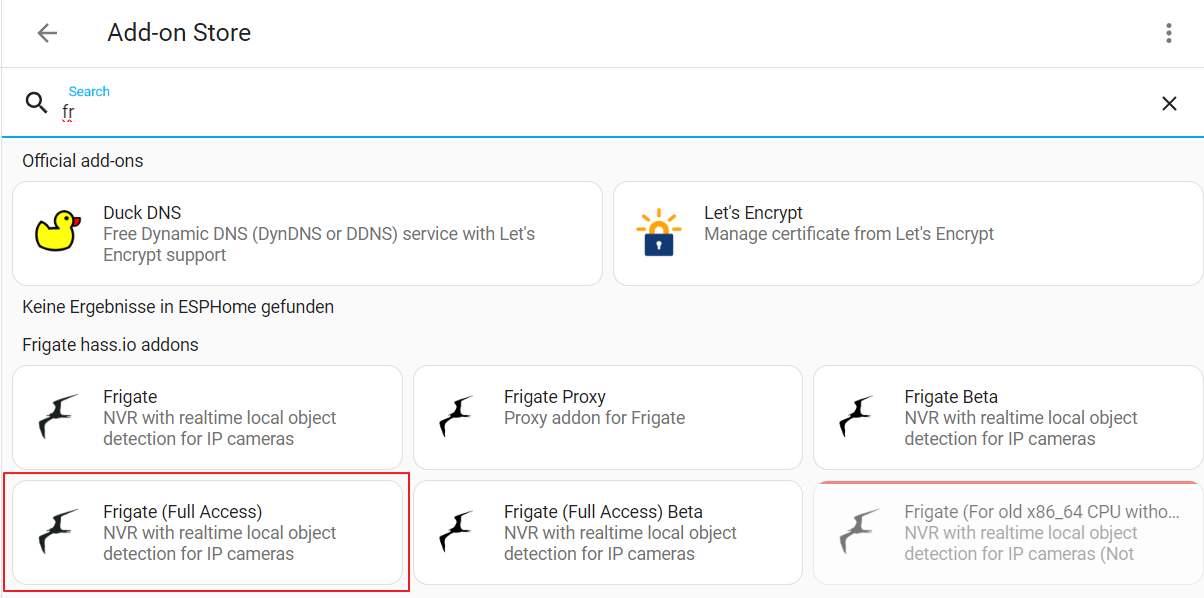 Add-on Store
Search
fr
Official add-ons
Duck DNS
Free Dynamic DNS (DynDNS or DDNS) service with Let's
Encrypt support
Let's Encrypt
Manage certificate from Let's Encrypt
Keine Ergebnisse in ESPHome gefunden
Frigate hass.io addons
Frigate
NVR with realtime local object
detection for IP cameras
Frigate Proxy
Proxy addon for Frigate
Frigate Beta
NVR with realtime local object
detection for IP cameras
Frigate (Full Access)
NVR with realtime local object
detection for IP cameras
Frigate (Full Access) Beta
NVR with realtime local object
detection for IP cameras
Frigate (For old x86_64 CPU witho...
NVR with realtime local object
detection for IP cameras (Not